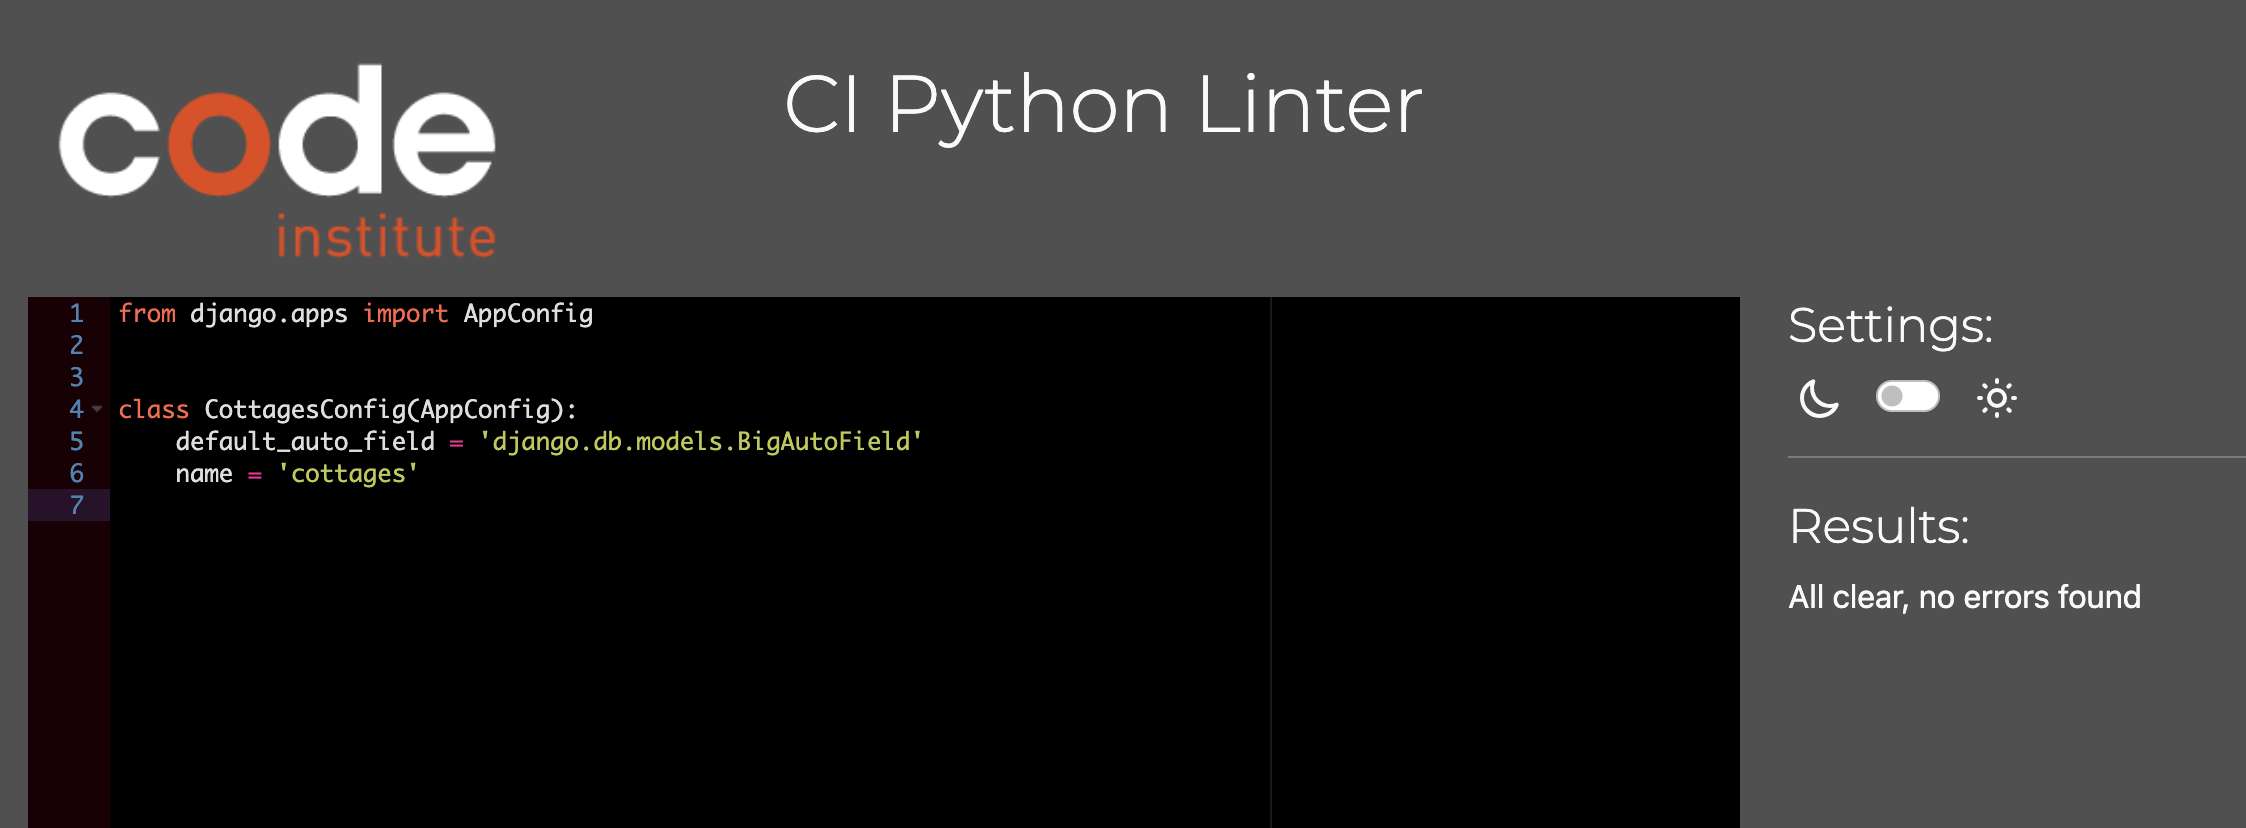 code
institute
CI Python Linter
1 from django.apps import AppConfig
2
3
4 class CottagesConfig(AppConfig):
5     default_auto_field = 'django.db.models.BigAutoField'
6     name = 'cottages'
7
Settings:
Results:
All clear, no errors found